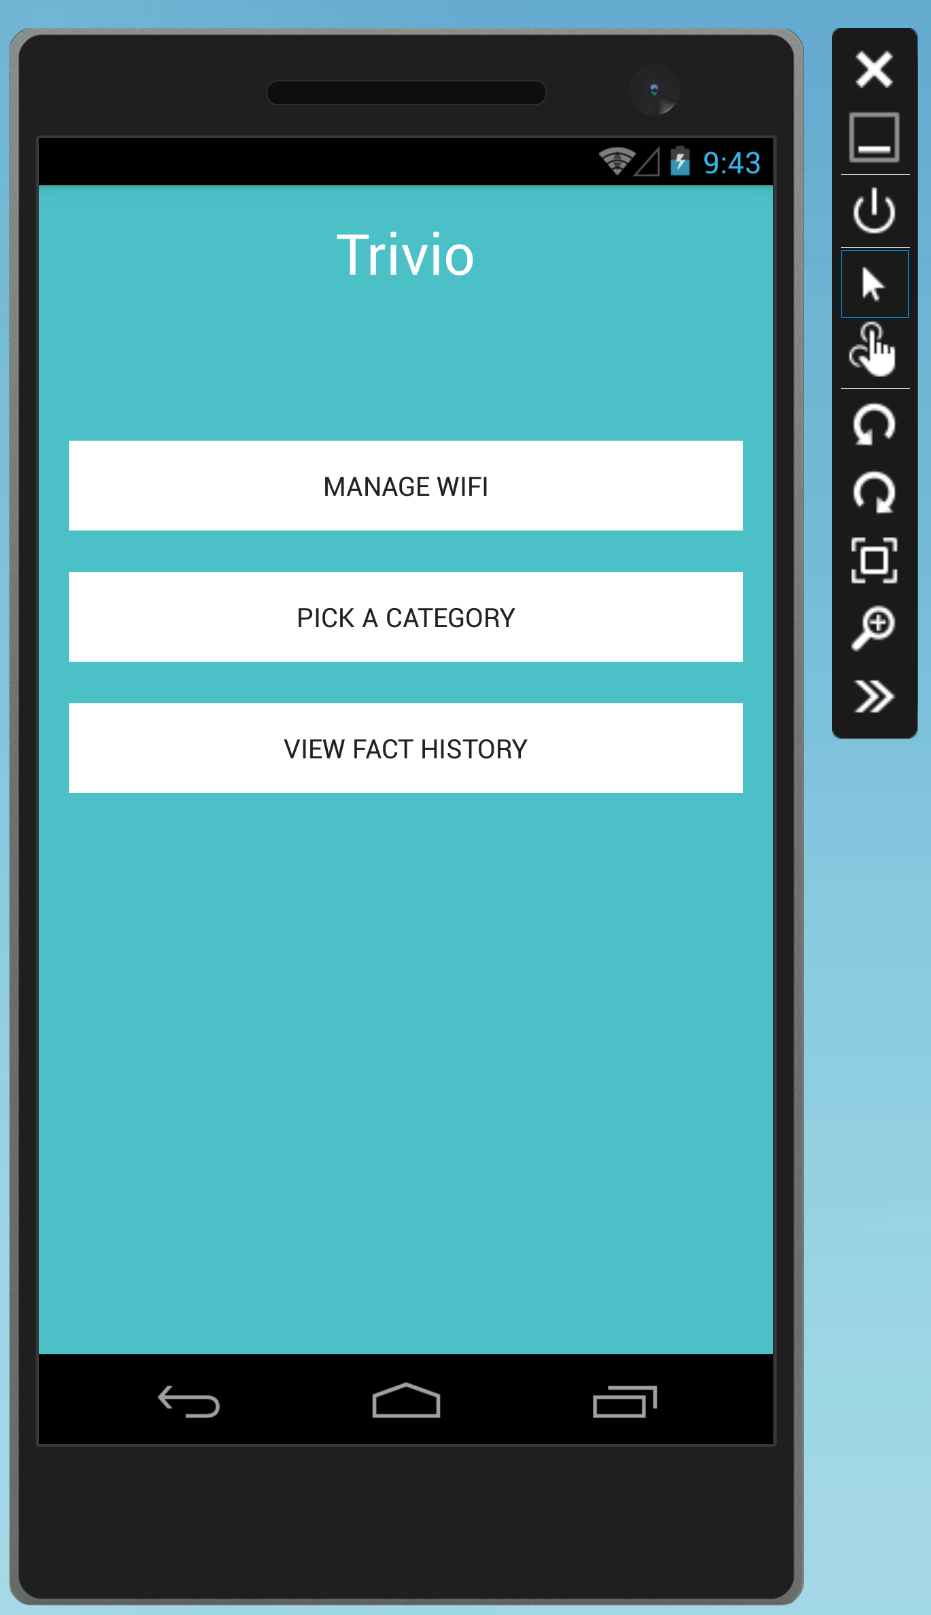 9:43
Trivio
MANAGE WIFI
PICK A CATEGORY
VIEW FACT HISTORY